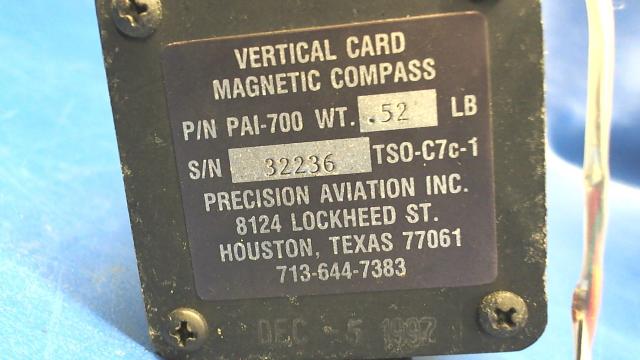 VERTICAL CARD
MAGNETIC COMPASS
P/N PAI-700 WT. .52 LB
S/N 32236 TSO-C7c-1
PRECISION AVIATION INC.
8124 LOCKHEED ST.
HOUSTON, TEXAS 77061
713-644-7383
DEC -5 1997